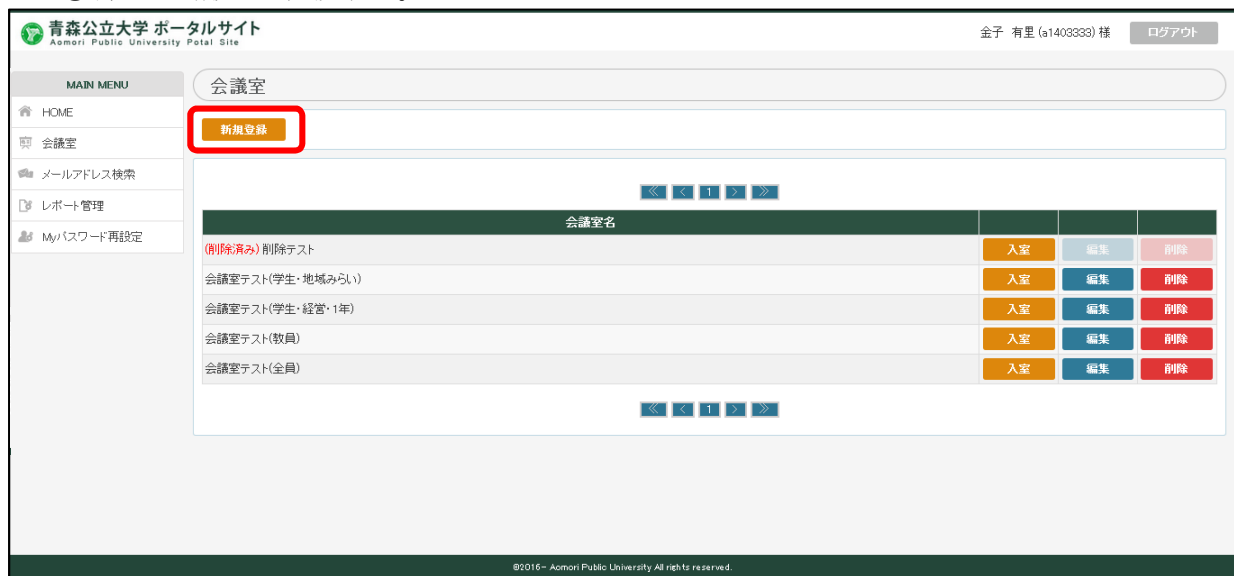 青森公立大学 ポータルサイト
Aomori Public University Potal Site
金子 有里 (a1403333) 様
ログアウト
MAIN MENU
HOME
会議室
メールアドレス検索
レポート管理
Myパスワード再設定
会議室
新規登録
≪ < 1 > ≫
会議室名
(削除済み) 削除テスト 入室 編集 削除
会議室テスト(学生・地域みらい) 入室 編集 削除
会議室テスト(学生・経営・1年) 入室 編集 削除
会議室テスト(教員) 入室 編集 削除
会議室テスト(全員) 入室 編集 削除
≪ < 1 > ≫
©2016- Aomori Public University All rights reserved.